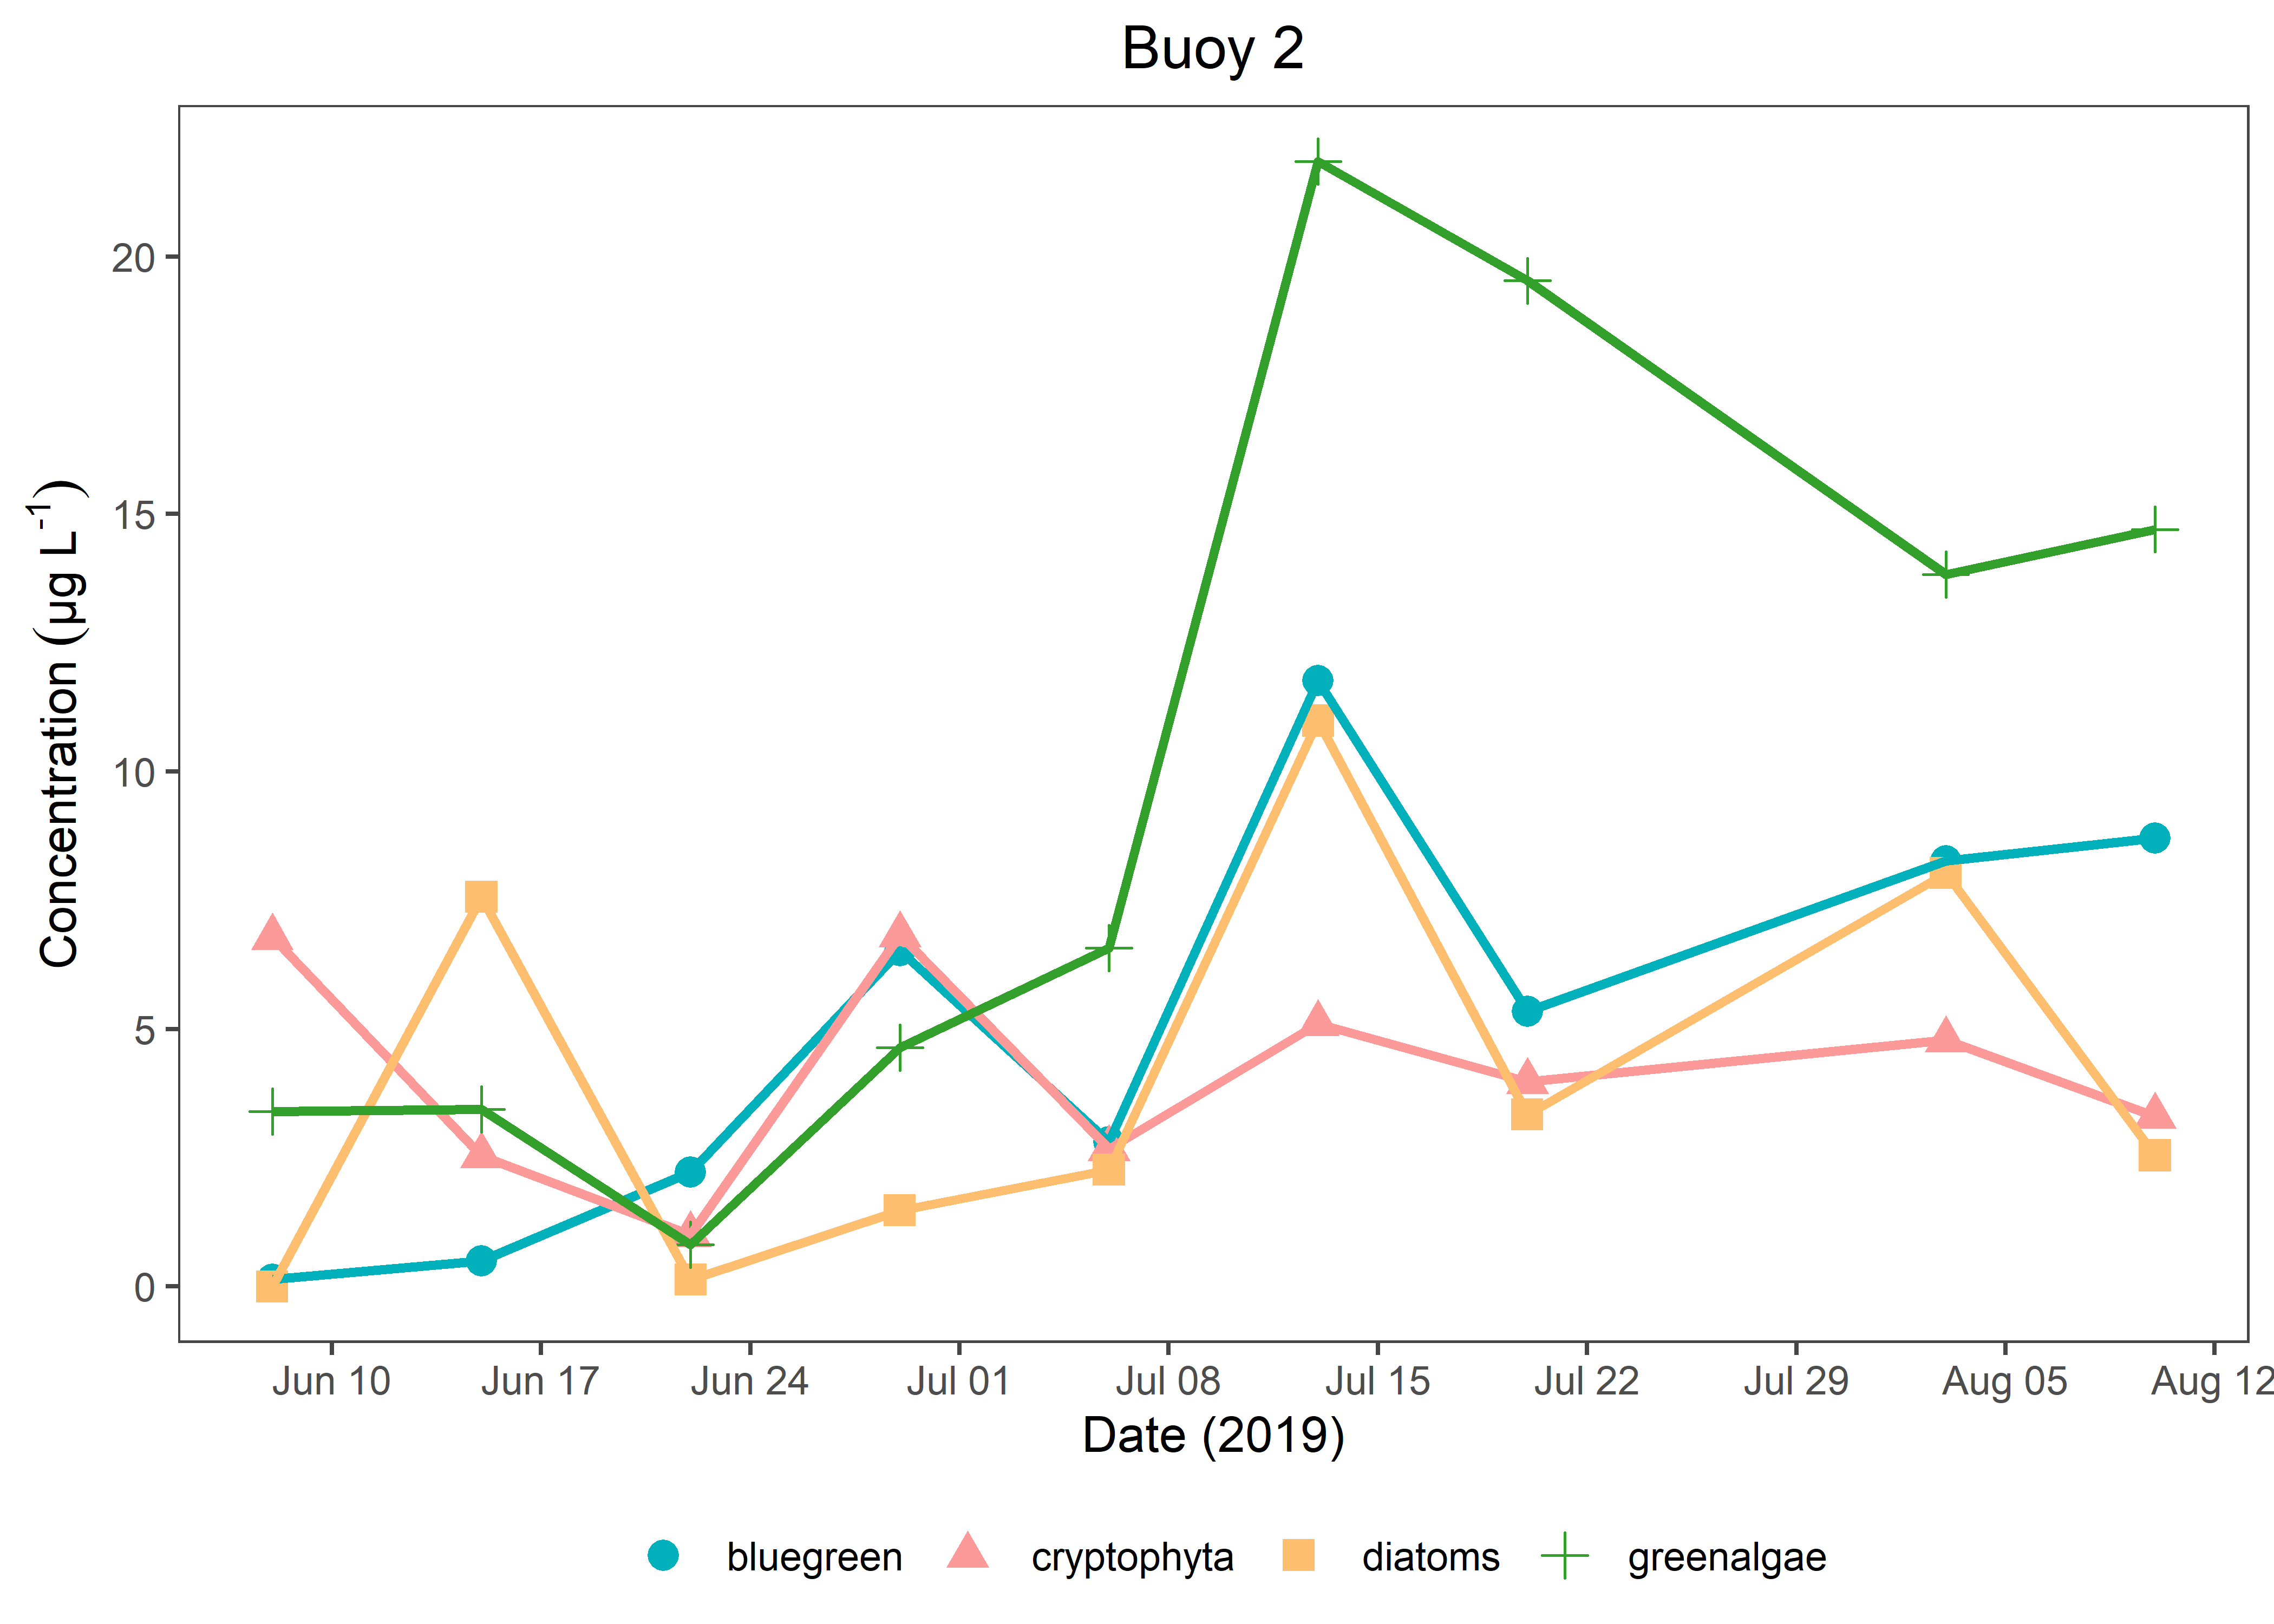 Buoy 2
Concentration (µg L⁻¹)
20
15
10
5
0
Jun 10 Jun 17 Jun 24 Jul 01 Jul 08 Jul 15 Jul 22 Jul 29 Aug 05 Aug 12
Date (2019)
bluegreen cryptophyta diatoms greenalgae